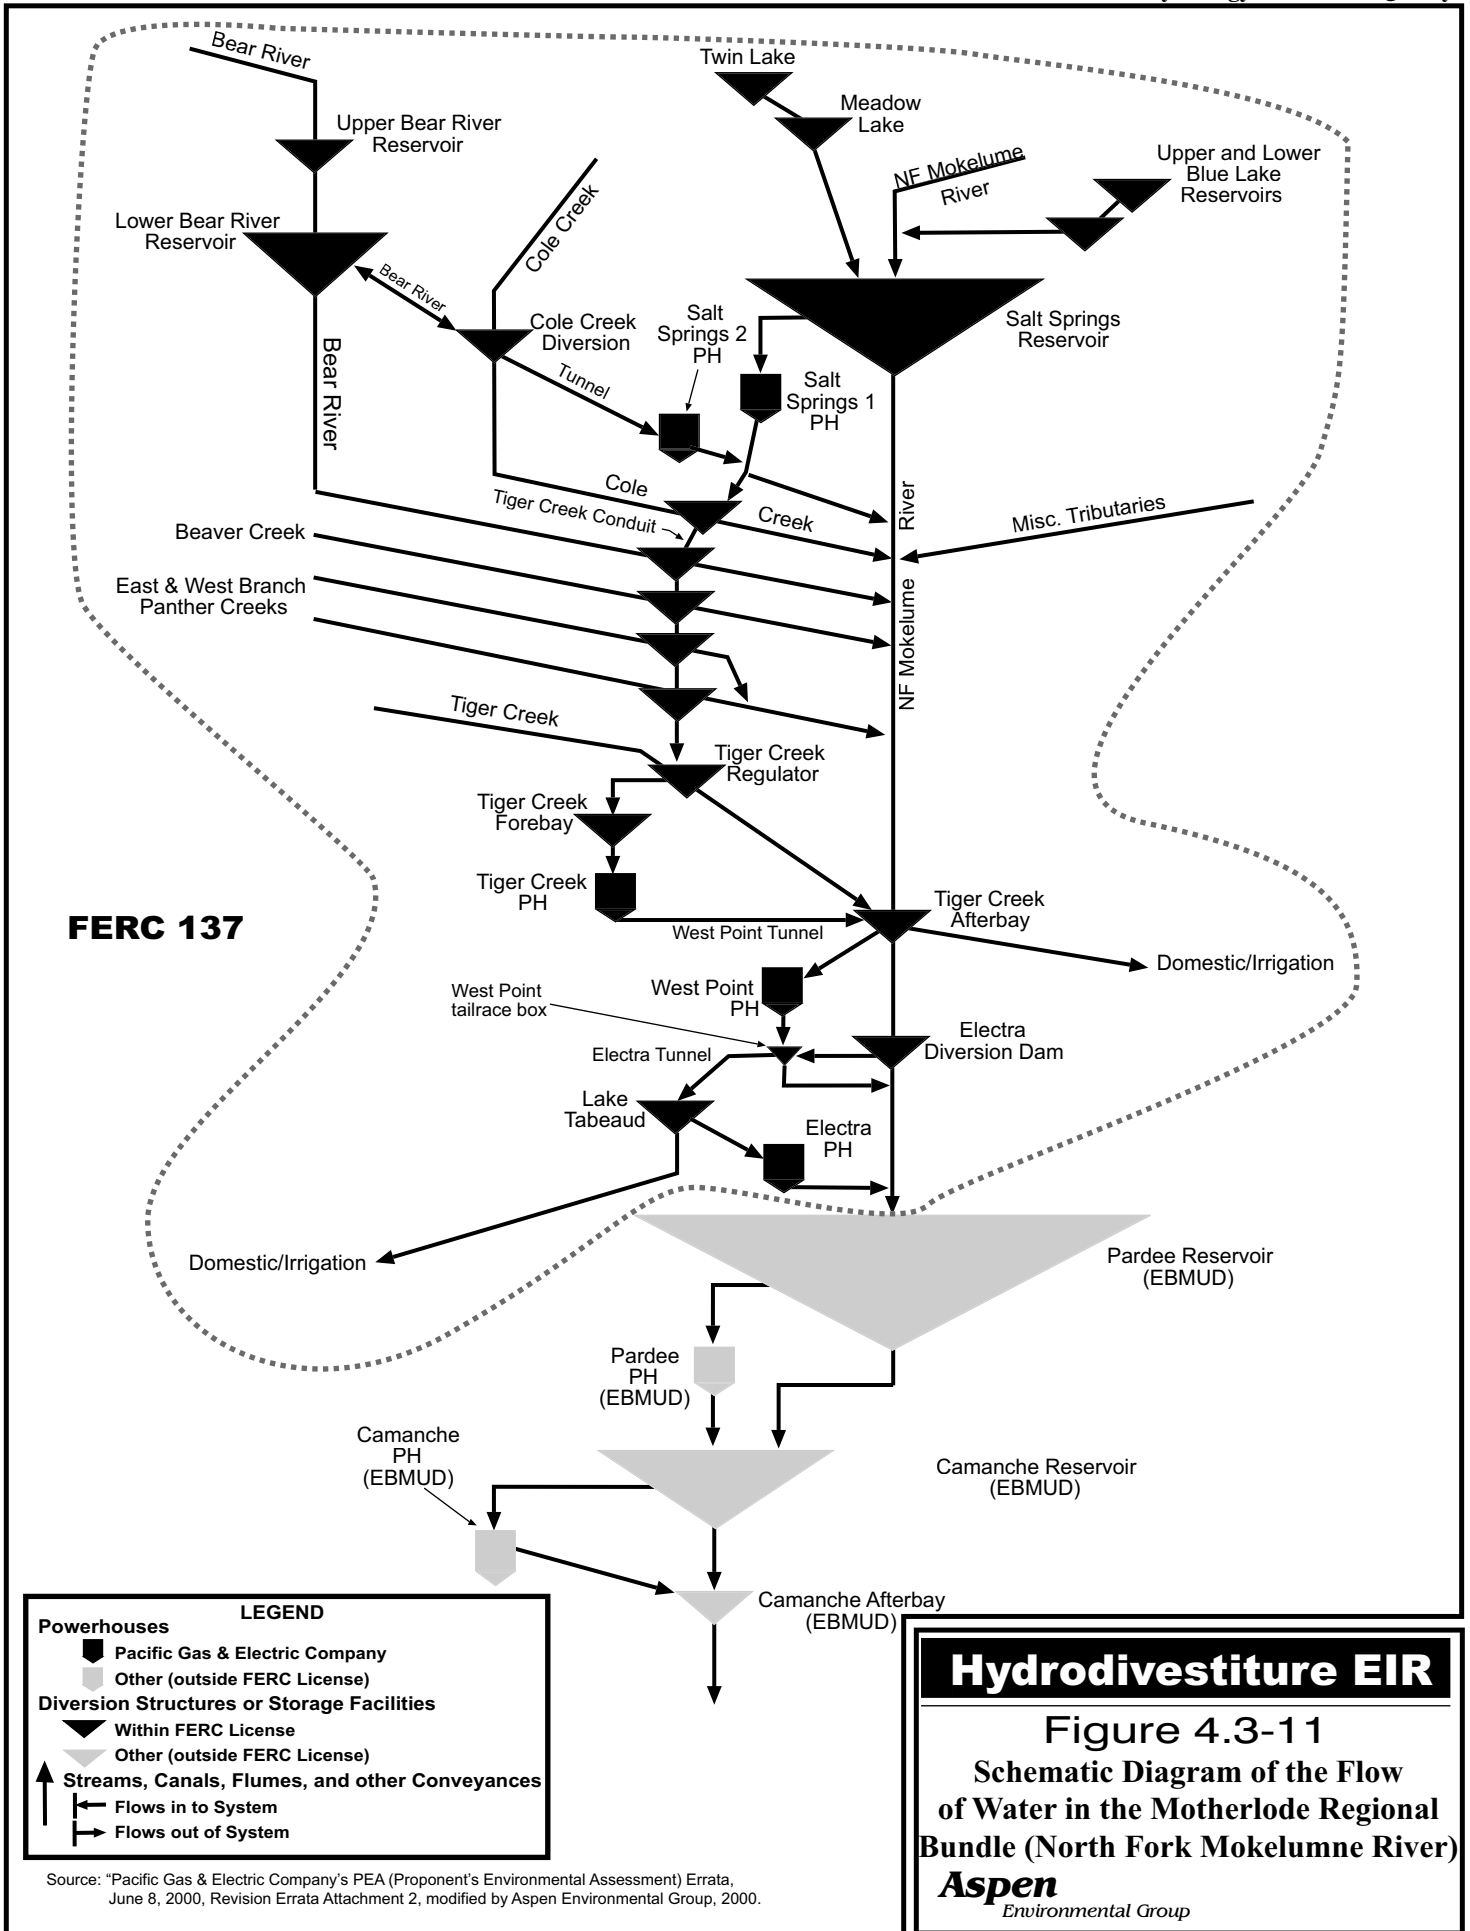 Bear River
Twin Lake
Meadow
Lake
Upper Bear River
Reservoir
NF Mokelume
River
Upper and Lower
Blue Lake
Reservoirs
Cole Creek
Lower Bear River
Reservoir
Bear River
Salt
Springs 2
PH
Cole Creek
Diversion
Salt Springs
Reservoir
Bear River
Tunnel
Salt
Springs 1
PH
Cole
Tiger Creek Conduit
Creek
River
Misc. Tributaries
Beaver Creek
East & West Branch
Panther Creeks
NF Mokelume
Tiger Creek
Tiger Creek
Regulator
Tiger Creek
Forebay
Tiger Creek
PH
Tiger Creek
Afterbay
FERC 137
West Point Tunnel
Domestic/Irrigation
West Point
PH
West Point
tailrace box
Electra
Diversion Dam
Electra Tunnel
Lake
Tabeaud
Electra
PH
Domestic/Irrigation
Pardee Reservoir
(EBMUD)
Pardee
PH
(EBMUD)
Camanche
PH
(EBMUD)
Camanche Reservoir
(EBMUD)
Camanche Afterbay
(EBMUD)
LEGEND
Powerhouses
Pacific Gas & Electric Company
Other (outside FERC License)
Diversion Structures or Storage Facilities
Within FERC License
Other (outside FERC License)
Streams, Canals, Flumes, and other Conveyances
Flows in to System
Flows out of System
Hydrodivestiture EIR
Figure 4.3-11
Schematic Diagram of the Flow
of Water in the Motherlode Regional
Bundle (North Fork Mokelumne River)
Aspen
Environmental Group
Source: “Pacific Gas & Electric Company's PEA (Proponent's Environmental Assessment) Errata,
June 8, 2000, Revision Errata Attachment 2, modified by Aspen Environmental Group, 2000.